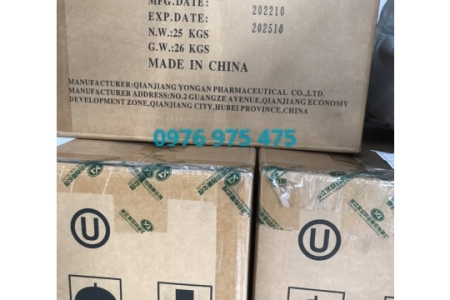 MFG.DATE: 202210
EXP.DATE: 202510
N.W.:25 KGS
G.W.:26 KGS
MADE IN CHINA
MANUFACTURER:QIANJIANG YONGAN PHARMACEUTICAL CO.,LTD.
MANUFACTURER ADDRESS:NO.2 GUANGZE AVENUE,QIANJIANG ECONOMY
DEVELOPMENT ZONE,QIANJIANG CITY,HUBEI PROVINCE,CHINA
0976 975 475
U
U